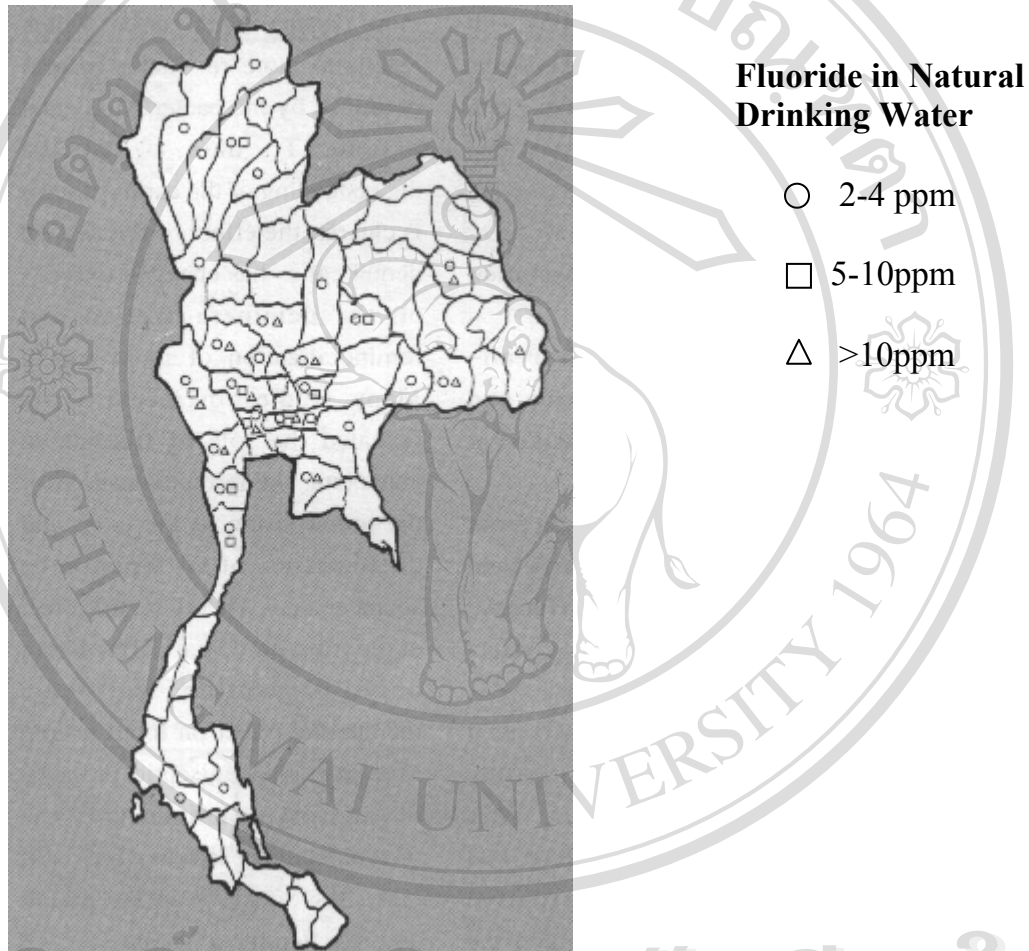 Fluoride in Natural
Drinking Water
2-4 ppm
5-10ppm
>10ppm
CHIANG MAI UNIVERSITY 1964